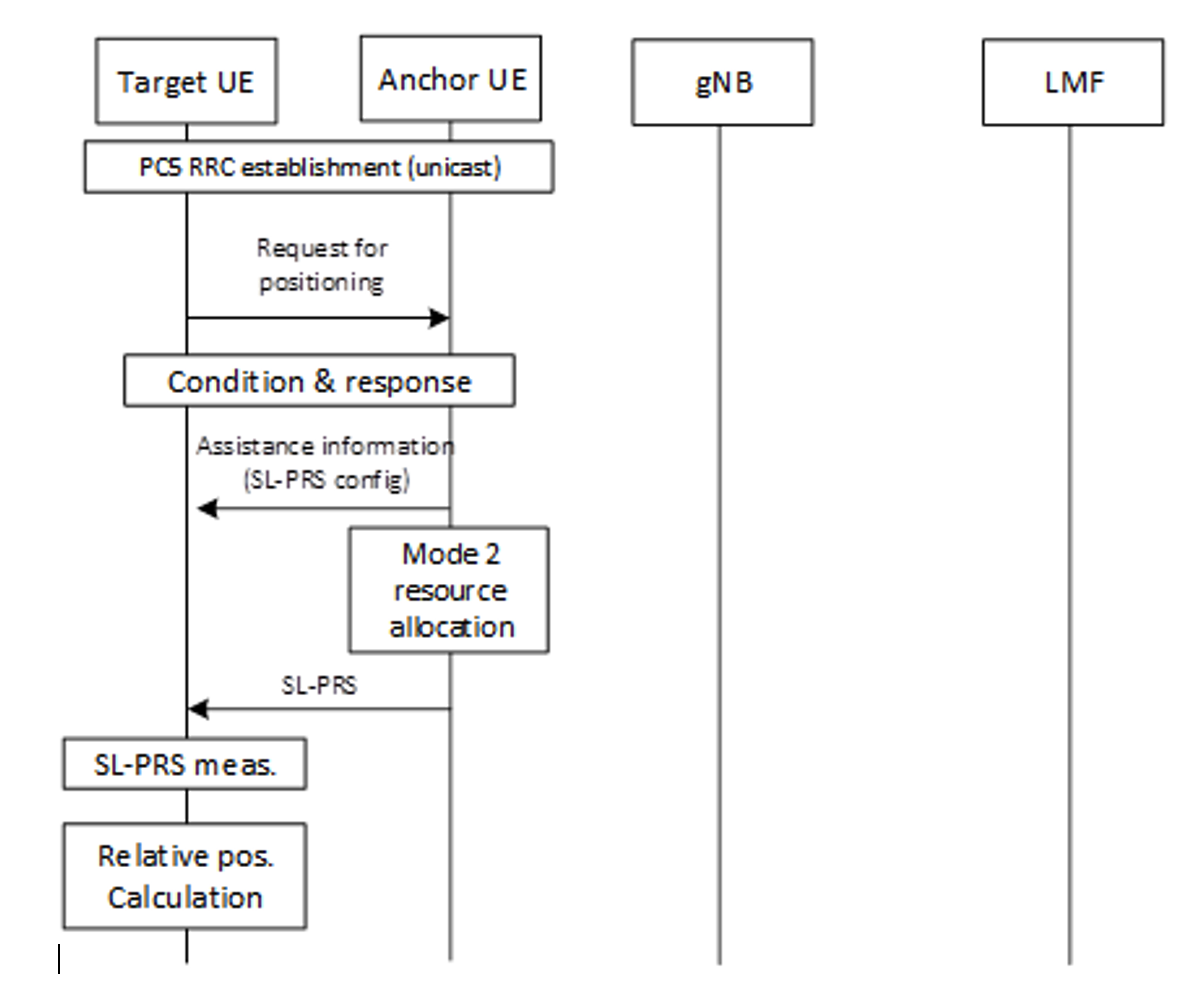 Target UE
Anchor UE
gNB
LMF
PC5 RRC establishment (unicast)
Request for
positioning
Condition & response
Assistance information
(SL-PRS config)
Mode 2
resource
allocation
SL-PRS
SL-PRS meas.
Relative pos.
Calculation